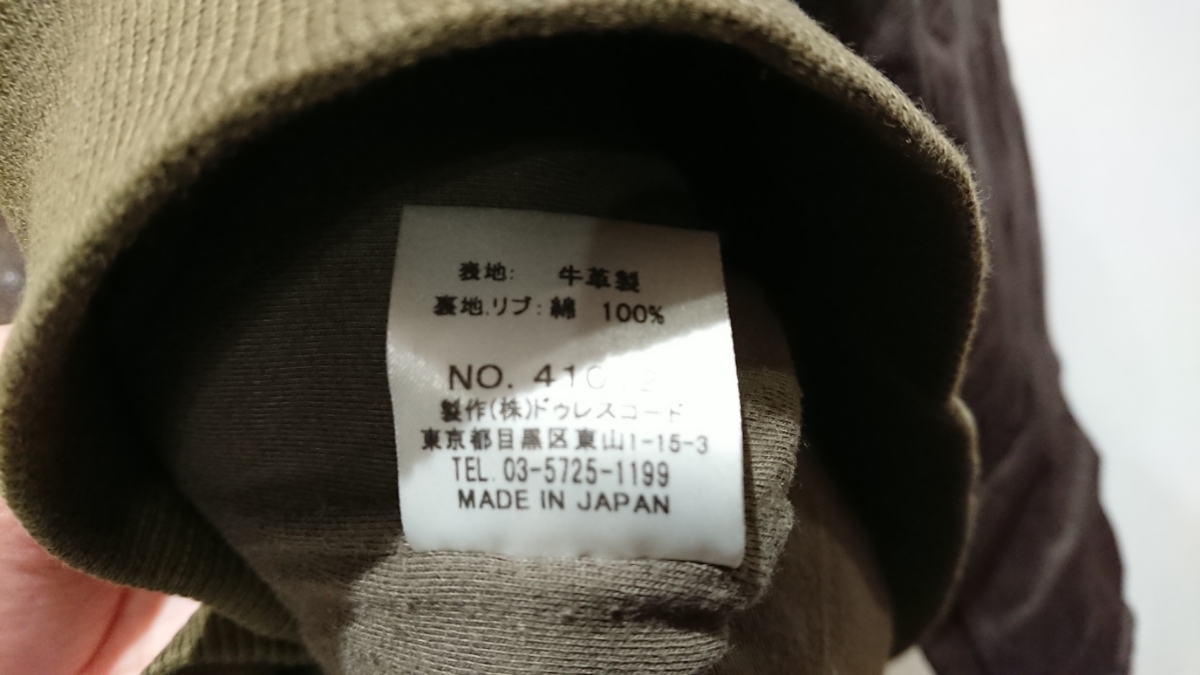 表地: 牛革製
裏地.リブ: 綿 100%
NO.
製作(株)ドゥレスコード
東京都目黒区東山1-15-3
TEL. 03-5725-1199
MADE IN JAPAN